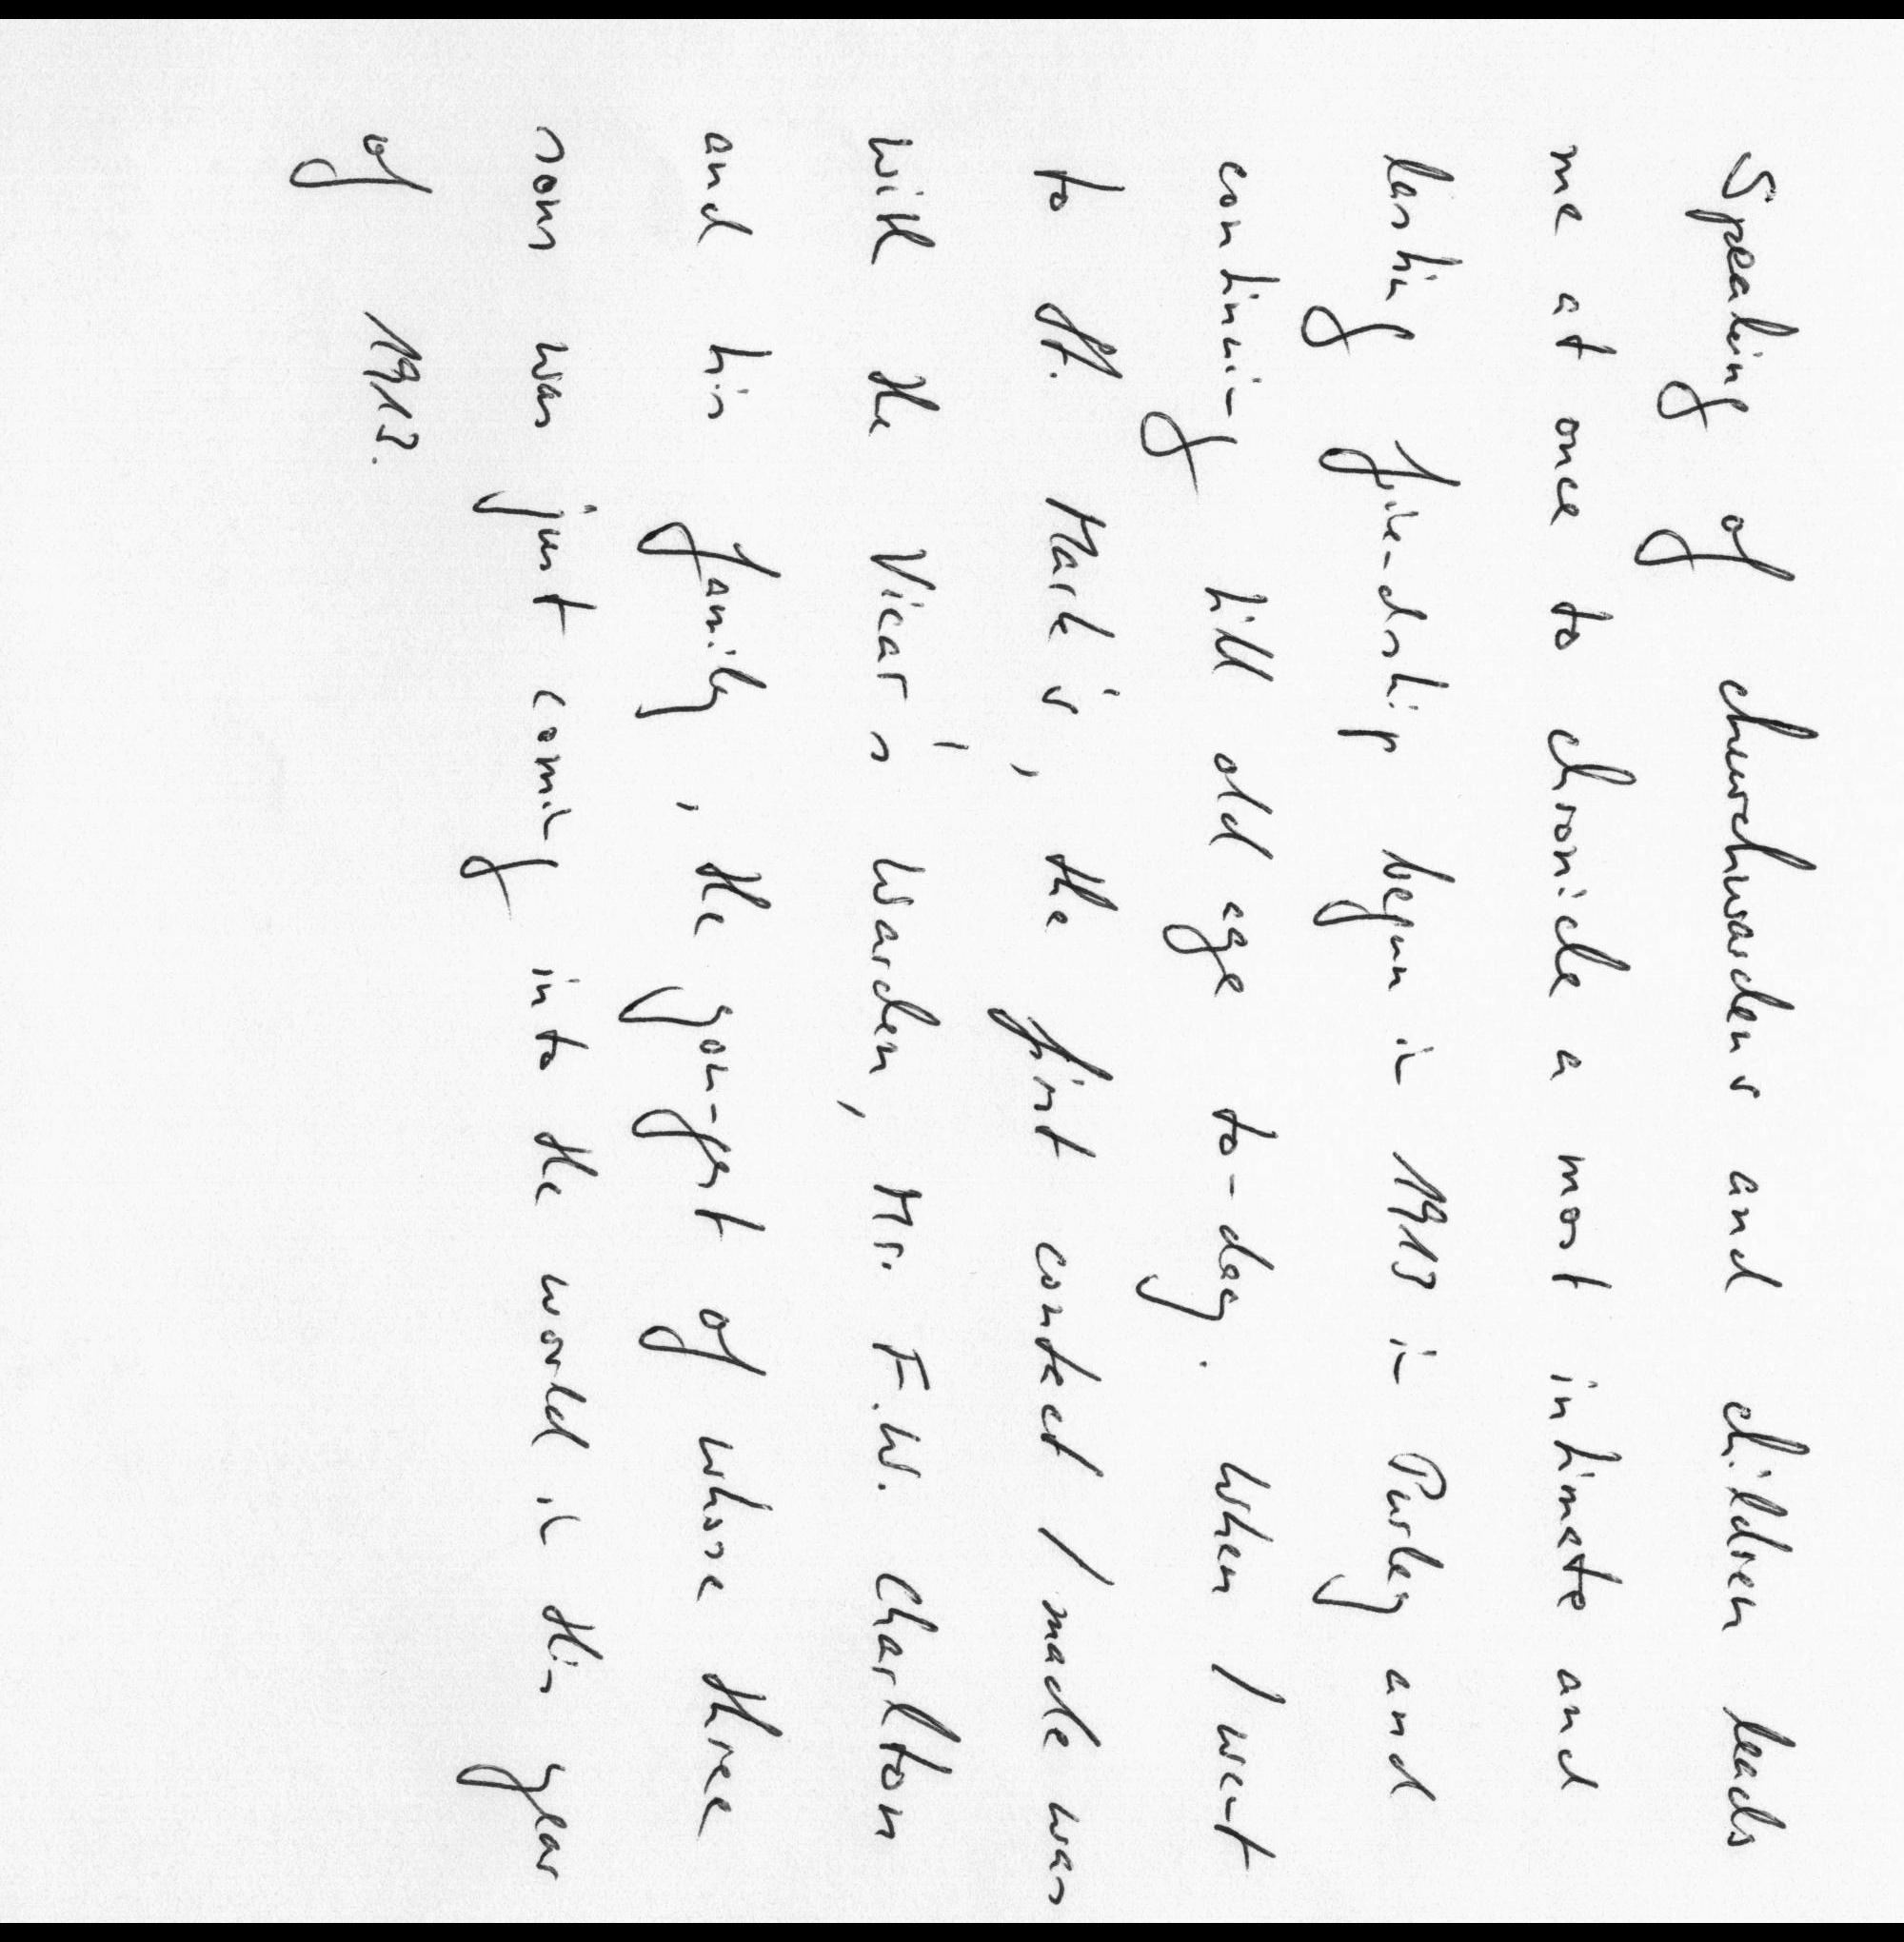 Speaking of churchwardens and children leads
me at once to chronicle a most intimate and
lasting friendship begun in 1913 in Purley and
continuing till old age to-day. When I went
to St. Mark's, the first contact I made was
with the Vicar's Warden, Mr. F.W. Charlton
and his family, the youngest of whose three
sons was just coming into the world in this year
of 1913.